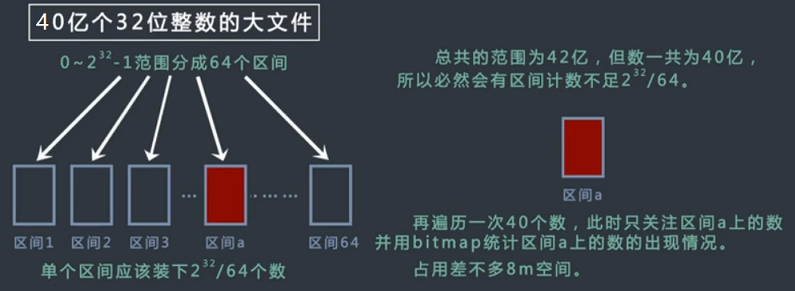 40亿个32位整数的大文件
0~2³²-1范围分成64个区间
区间1 区间2 区间3 ··· 区间a ······ 区间64
单个区间应该装下2³²/64个数
总共的范围为42亿，但数一共为40亿，
所以必然会有区间计数不足2³²/64。
区间a
再遍历一次40个数，此时只关注区间a上的数
并用bitmap统计区间a上的数的出现情况。
占用差不多8m空间。